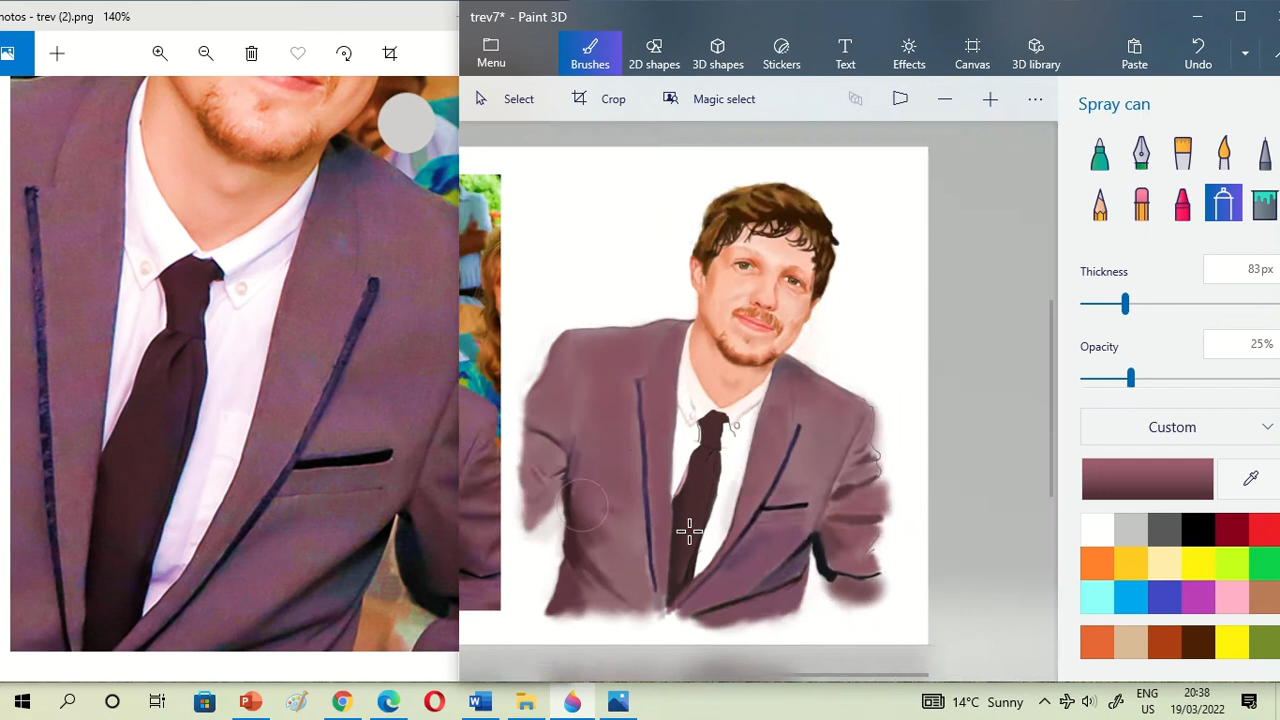 hotos - trev (2).png 140%
trev7* - Paint 3D
Menu
Brushes
2D shapes
3D shapes
Stickers
Text
Effects
Canvas
3D library
Paste
Undo
Select
Crop
Magic select
Spray can
Thickness
83px
Opacity
25%
Custom
14°C Sunny
ENG
US
20:38
19/03/2022